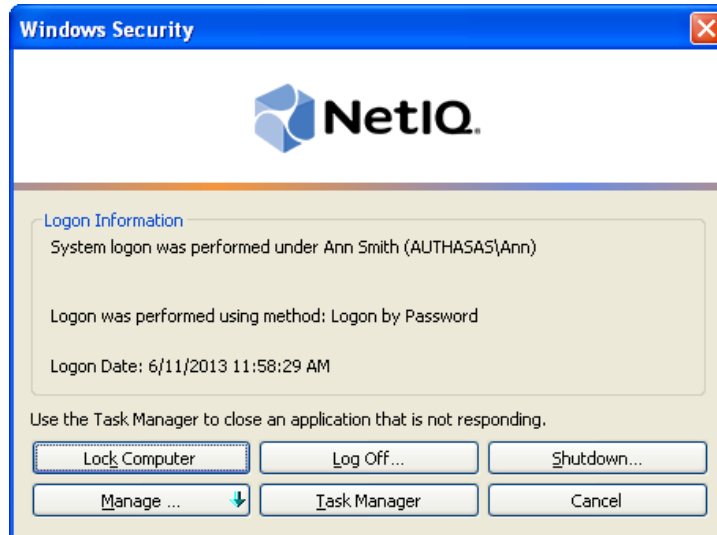 Windows Security
NetIQ.
Logon Information
System logon was performed under Ann Smith (AUTHASAS\Ann)
Logon was performed using method: Logon by Password
Logon Date: 6/11/2013 11:58:29 AM
Use the Task Manager to close an application that is not responding.
Lock Computer Log Off... Shutdown...
Manage ... Task Manager Cancel